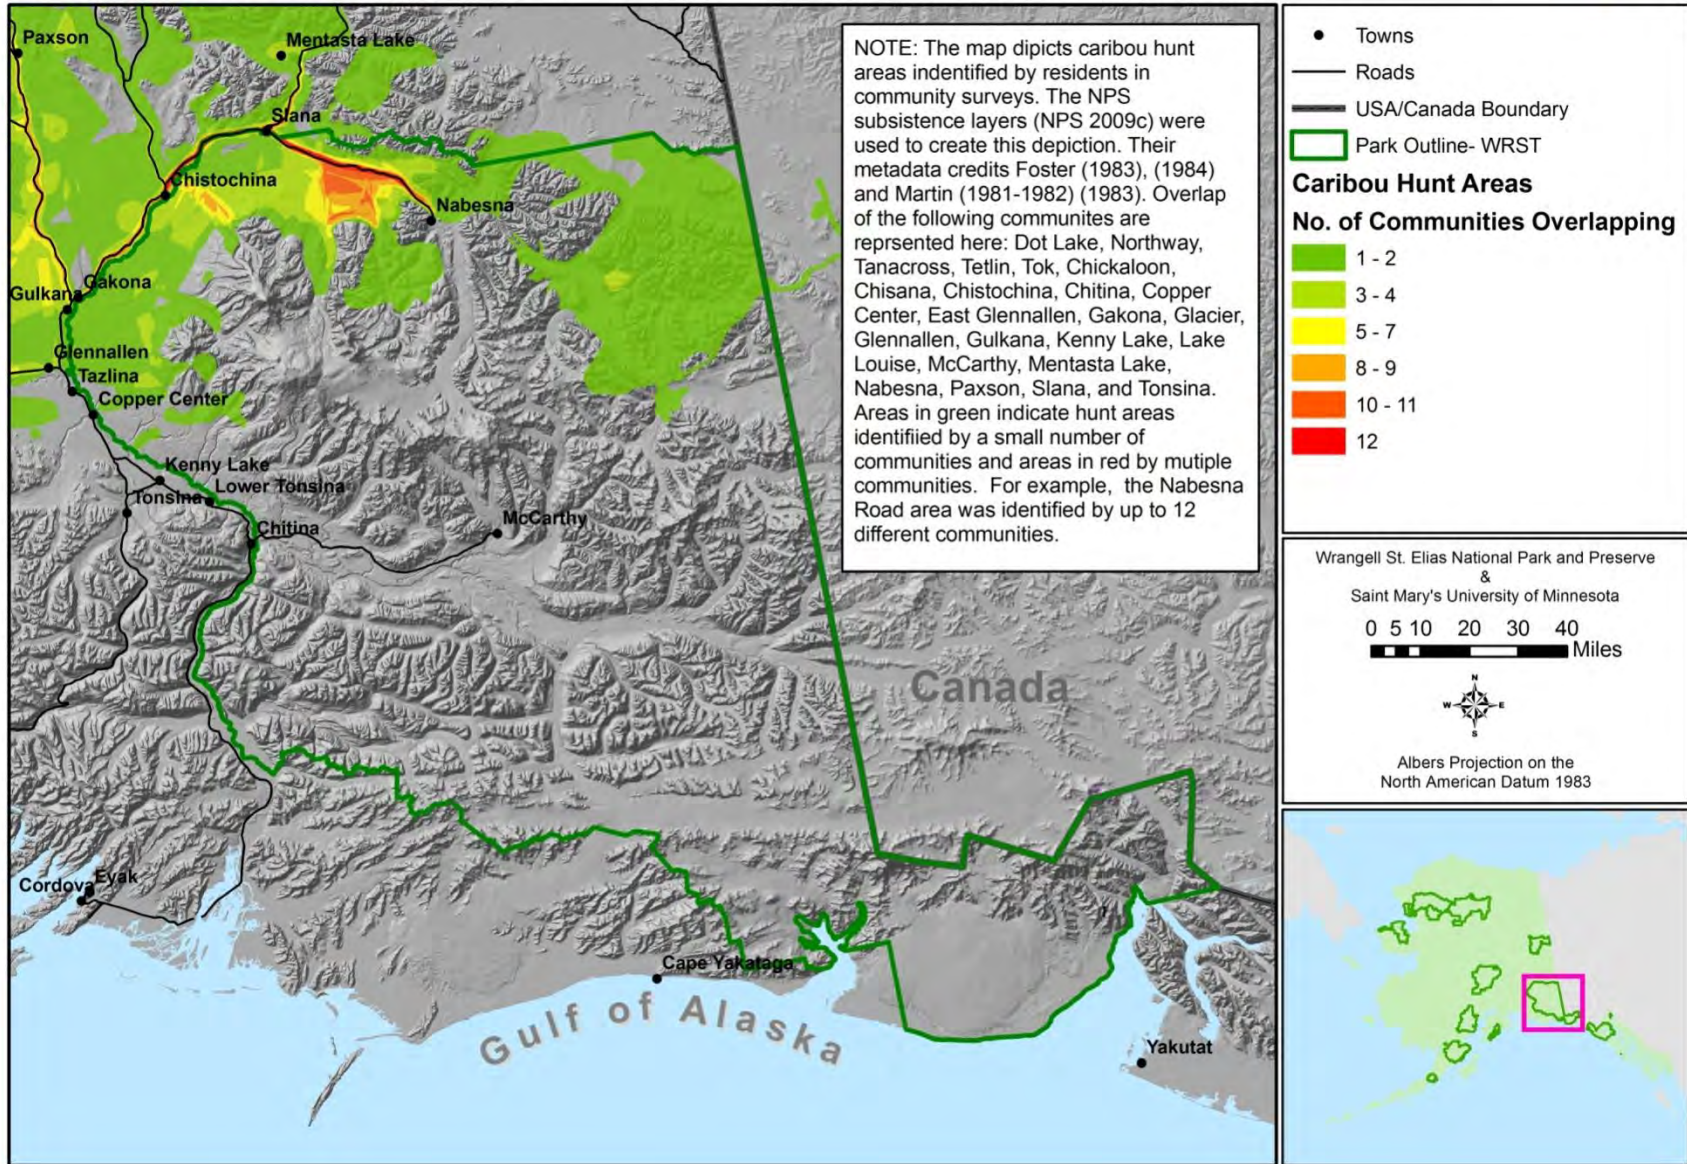 Paxson
Mentasta Lake
Slana
Chistochina
Nabesna
Gakona
Gulkana
Glennallen
Tazlina
Copper Center
Kenny Lake
Lower Tonsina
Tonsina
Chitina
McCarthy
Canada
Eyak
Cordova
Cape Yakataga
Gulf of Alaska
Yakutat
NOTE: The map dipicts caribou hunt
areas indentified by residents in
community surveys. The NPS
subsistence layers (NPS 2009c) were
used to create this depiction. Their
metadata credits Foster (1983), (1984)
and Martin (1981-1982) (1983). Overlap
of the following communites are
reprsented here: Dot Lake, Northway,
Tanacross, Tetlin, Tok, Chickaloon,
Chisana, Chistochina, Chitina, Copper
Center, East Glennallen, Gakona, Glacier,
Glennallen, Gulkana, Kenny Lake, Lake
Louise, McCarthy, Mentasta Lake,
Nabesna, Paxson, Slana, and Tonsina.
Areas in green indicate hunt areas
identifiied by a small number of
communities and areas in red by mutiple
communities. For example, the Nabesna
Road area was identified by up to 12
different communities.
Towns
Roads
USA/Canada Boundary
Park Outline- WRST
Caribou Hunt Areas
No. of Communities Overlapping
1 - 2
3 - 4
5 - 7
8 - 9
10 - 11
12
Wrangell St. Elias National Park and Preserve
&
Saint Mary's University of Minnesota
0 5 10 20 30 40
Miles
N
W E
S
Albers Projection on the
North American Datum 1983